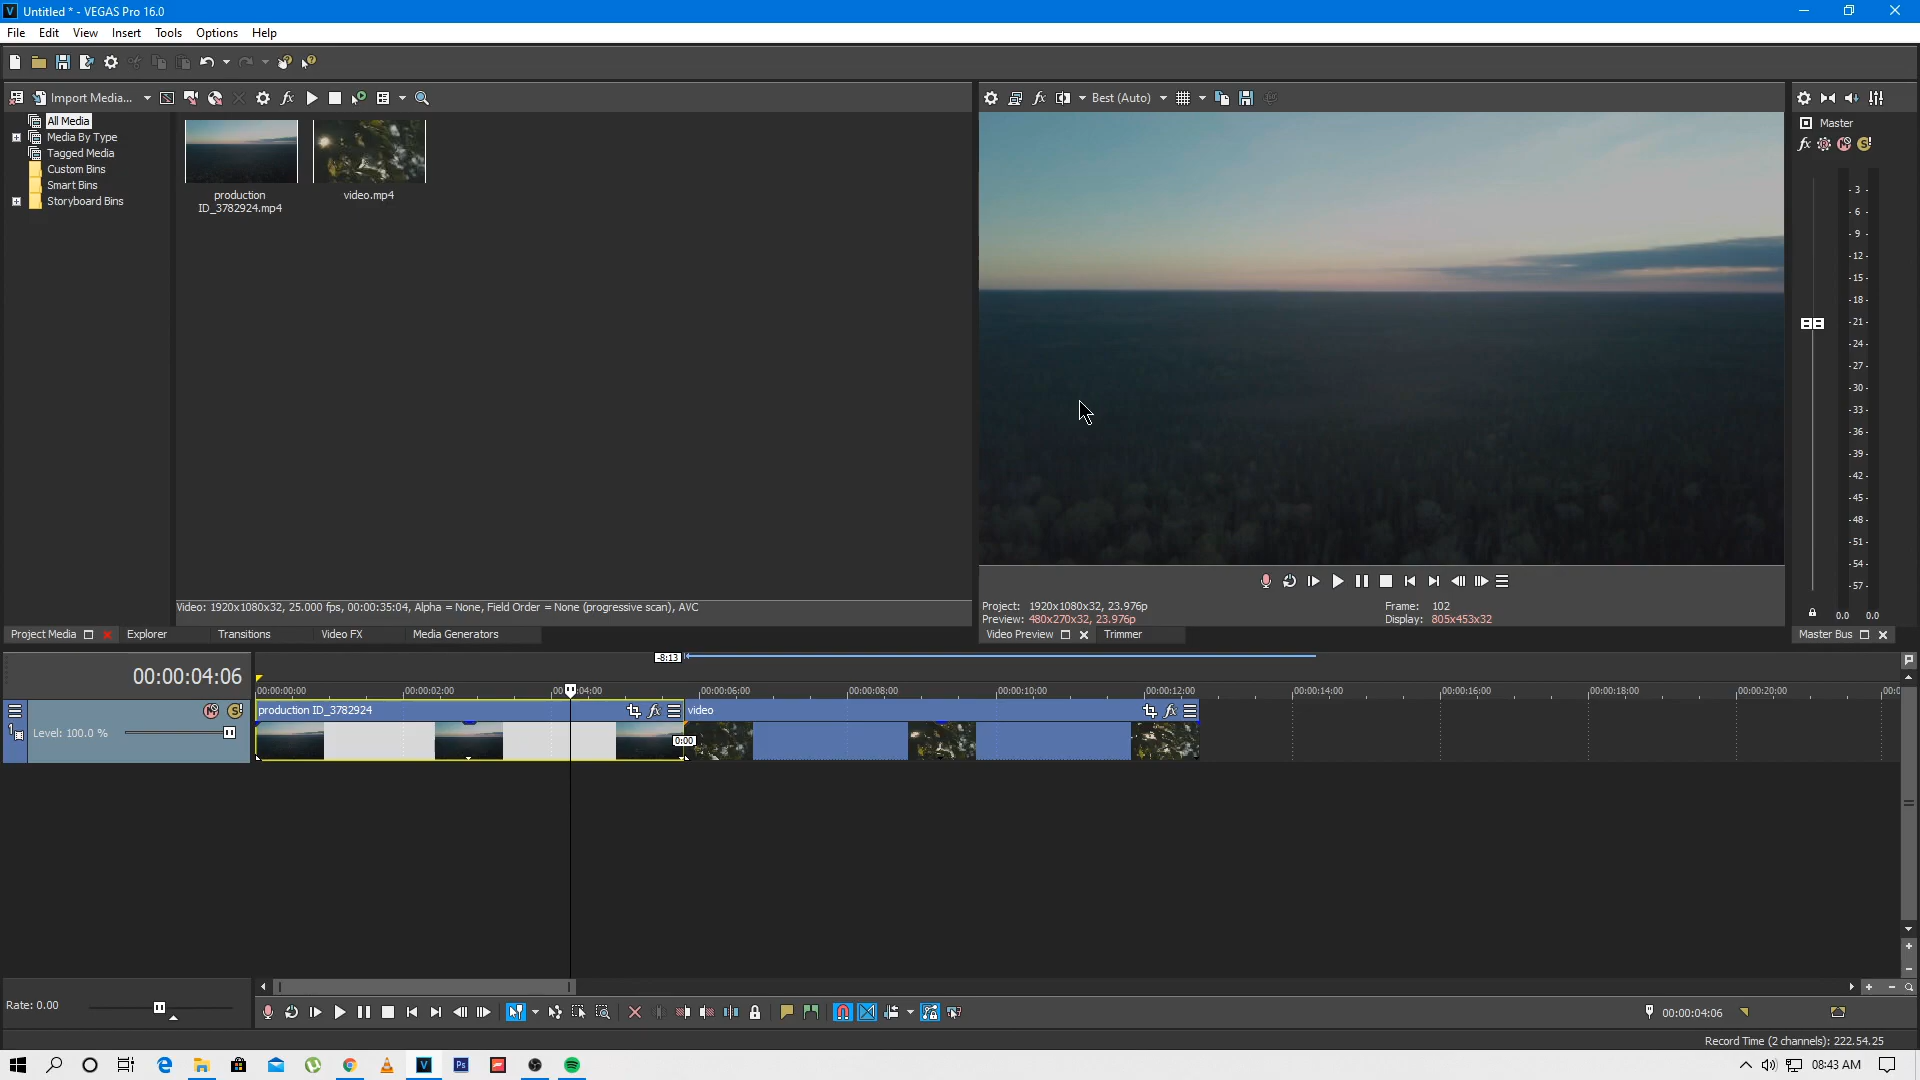 Untitled * - VEGAS Pro 16.0
File Edit View Insert Tools Options Help
Import Media...
Best (Auto)
All Media
Media By Type
Tagged Media
Custom Bins
Smart Bins
Storyboard Bins
production
ID_3782924.mp4
video.mp4
Master
- 3 -
- 6 -
- 9 -
- 12 -
- 15 -
- 18 -
- 21 -
- 24 -
- 27 -
- 30 -
- 33 -
- 36 -
- 39 -
- 42 -
- 45 -
- 48 -
- 51 -
- 54 -
- 57 -
0.0 0.0
Video: 1920x1080x32, 25.000 fps, 00:00:35:04, Alpha = None, Field Order = None (progressive scan), AVC
Project: 1920x1080x32, 23.976p
Preview: 480x270x32, 23.976p
Frame: 102
Display: 805x453x32
Project Media Explorer Transitions Video FX Media Generators
Video Preview Trimmer
Master Bus
-8:13
00:00:04:06
00:00:00:00 00:00:02:00 00:00:04:00 00:00:06:00 00:00:08:00 00:00:10:00 00:00:12:00 00:00:14:00 00:00:16:00 00:00:18:00 00:00:20:00
production ID_3782924
fx
video
fx
1
Level: 100.0 %
0:00
Rate: 0.00
00:00:04:06
Record Time (2 channels): 222:54:25
08:43 AM